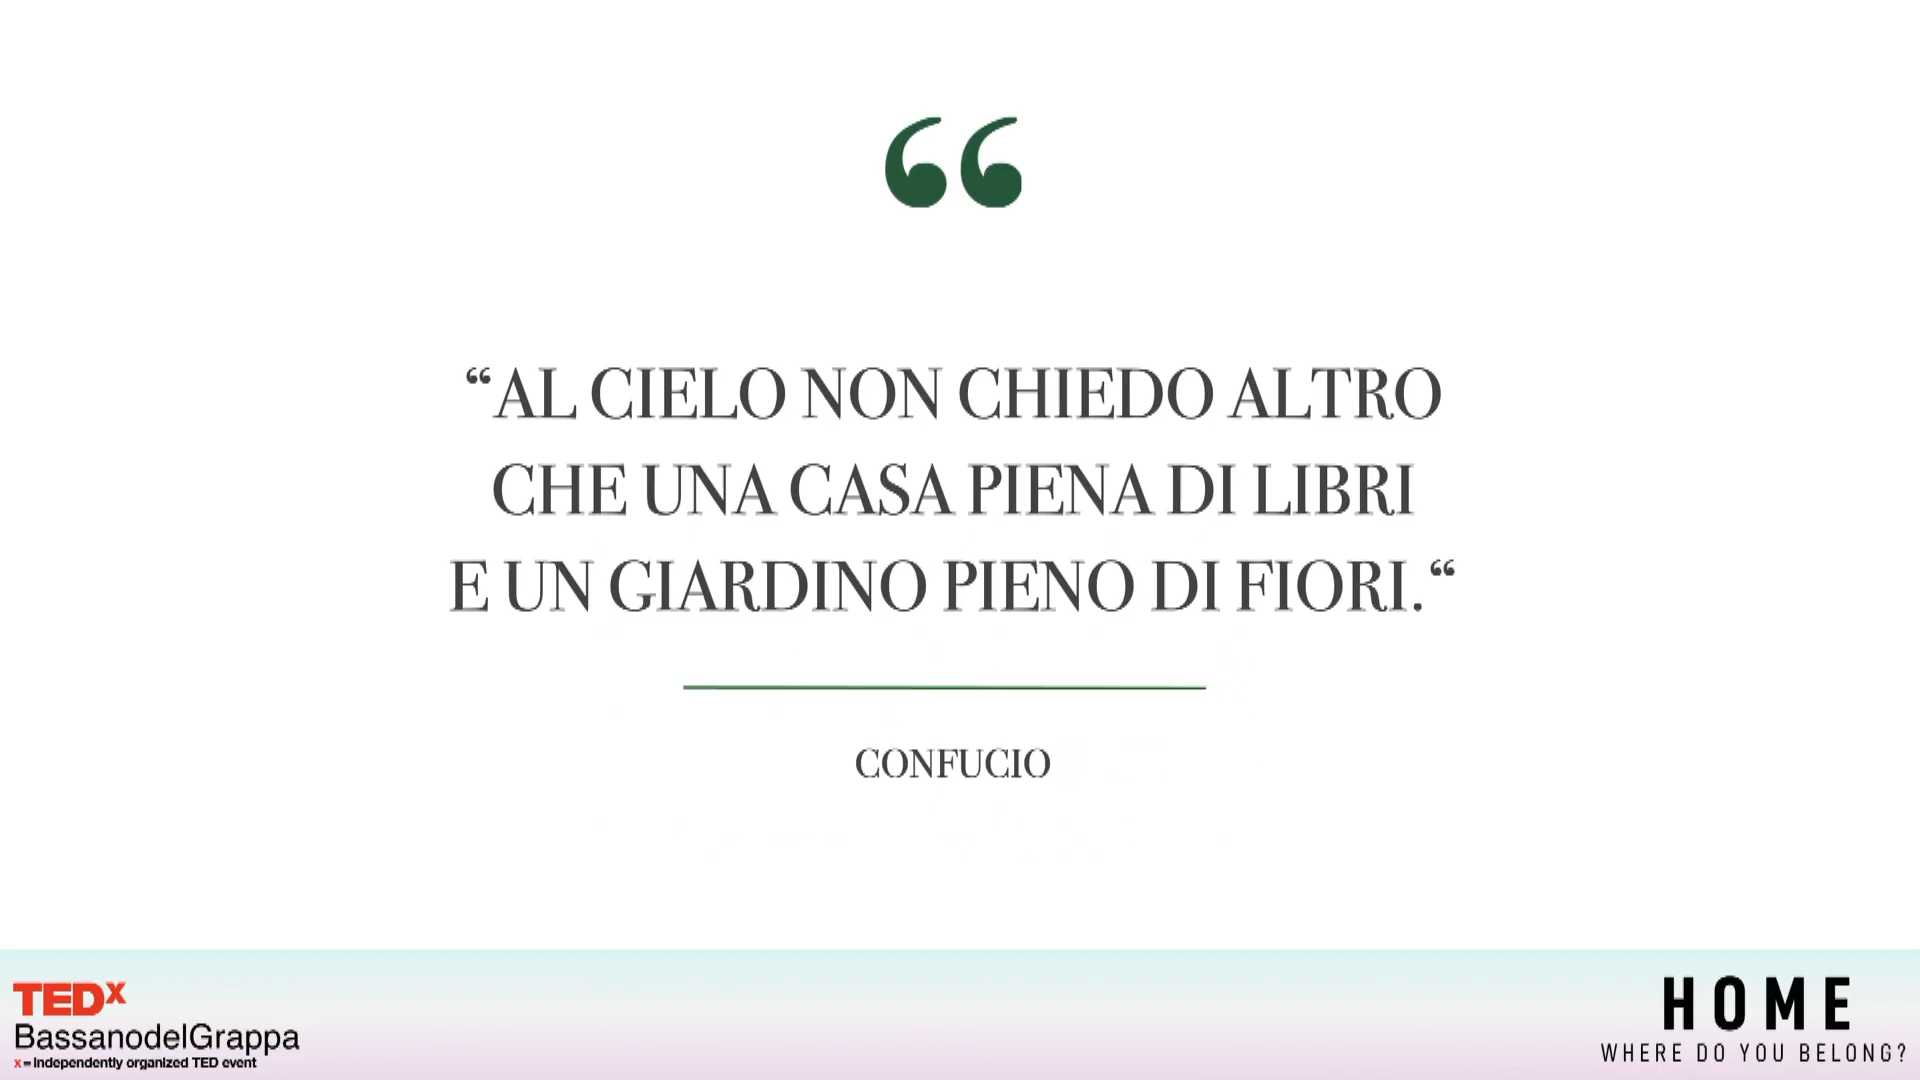 “
“AL CIELO NON CHIEDO ALTRO
CHE UNA CASA PIENA DI LIBRI
E UN GIARDINO PIENO DI FIORI.“
CONFUCIO
TEDx
BassanodelGrappa
x = independently organized TED event
HOME
WHERE DO YOU BELONG?